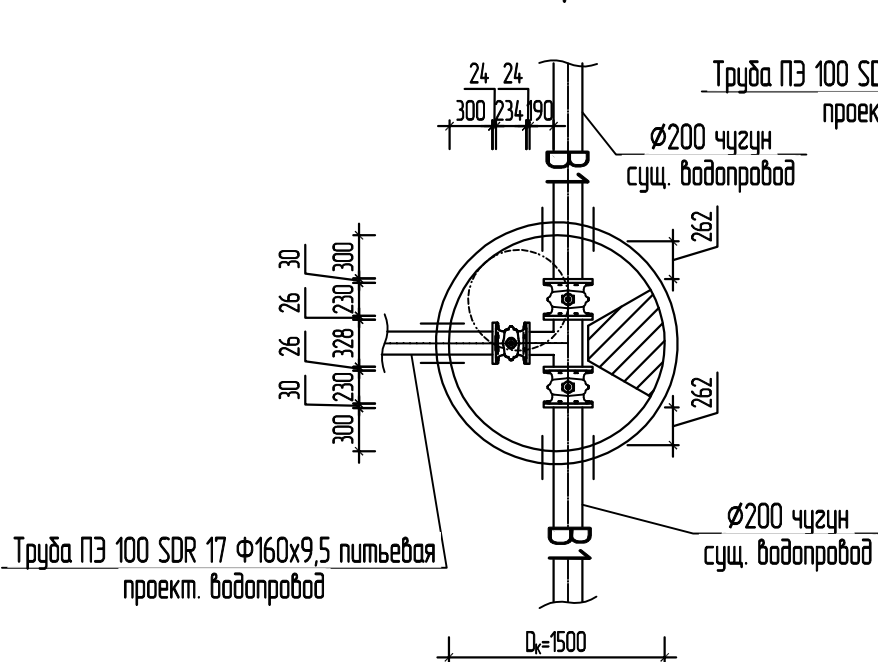 24 24
300 234 190
Труба ПЭ 100 SD
проек
Ø200 чугун
сущ. водопровод
262
30
300
26
230
26
328
30
230
300
262
Ø200 чугун
сущ. водопровод
Труба ПЭ 100 SDR 17 Ф160х9,5 питьевая
проект. водопровод
Dк=1500